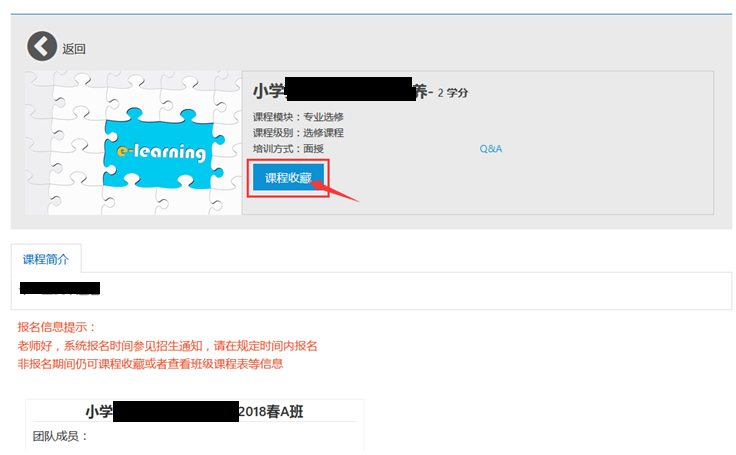 返回
小学 养- 2 学分
课程模块：专业选修
课程级别：选修课程
培训方式：面授
Q&A
e-learning
课程收藏
课程简介
报名信息提示：
老师好，系统报名时间参见招生通知，请在规定时间内报名
非报名期间仍可课程收藏或者查看班级课程表等信息
小学 2018春A班
团队成员：